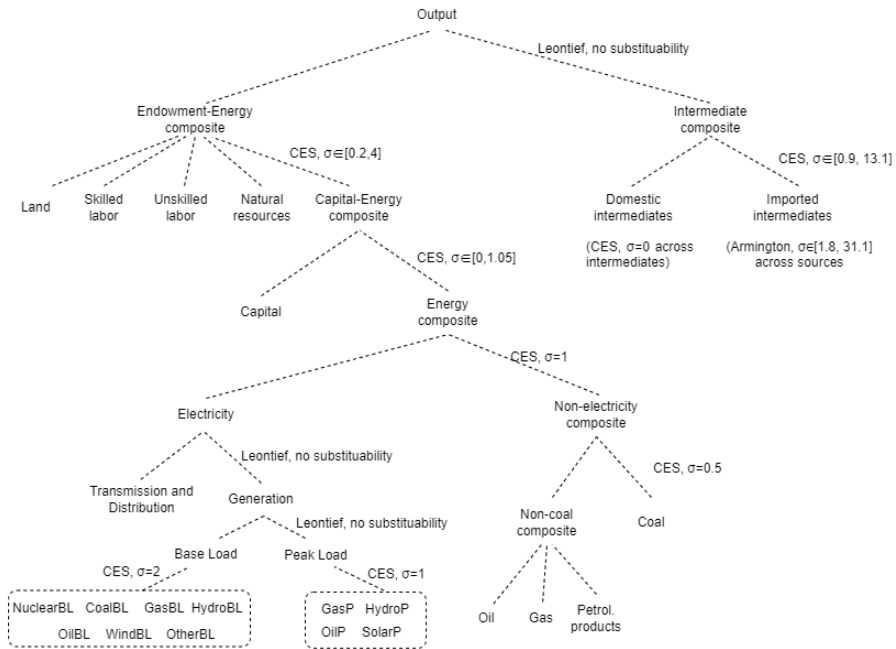 Output
Leontief, no substituability
Endowment-Energy
composite
Intermediate
composite
CES, σ∈[0.2,4]
CES, σ∈[0.9, 13.1]
Land
Skilled
labor
Unskilled
labor
Natural
resources
Capital-Energy
composite
Domestic
intermediates
Imported
intermediates
(CES, σ=0 across
intermediates)
(Armington, σ∈[1.8, 31.1]
across sources
CES, σ∈[0,1.05]
Capital
Energy
composite
CES, σ=1
Electricity
Non-electricity
composite
Leontief, no substituability
CES, σ=0.5
Transmission and
Distribution
Generation
Non-coal
composite
Coal
Leontief, no substituability
Base Load
Peak Load
CES, σ=2
CES, σ=1
NuclearBL CoalBL GasBL HydroBL
OilBL WindBL OtherBL
GasP HydroP
OilP SolarP
Oil
Gas
Petrol.
products